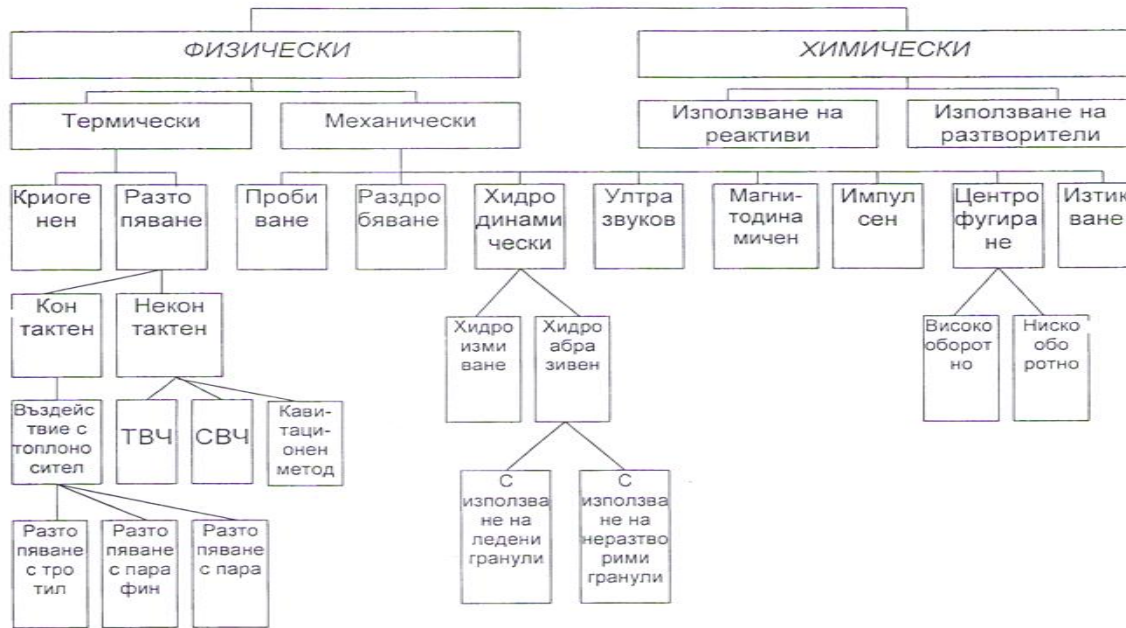 ФИЗИЧЕСКИ
ХИМИЧЕСКИ
Термически
Механически
Използване на
реактиви
Използване на
разтворители
Криоге
нен
Разто
пяване
Проби
ване
Раздро
бяване
Хидро
динами
чески
Ултра
звуков
Магни-
тодина
мичен
Импул
сен
Центро
фугира
не
Изтик
ване
Кон
тактен
Некон
тактен
Хидро
изми
ване
Хидро
абра
зивен
Високо
оборот
но
Ниско
обо
ротно
Въздейс
твие с
топлоно
сител
ТВЧ
СВЧ
Кави-
таци-
онен
метод
Разто
пяване
с тро
тил
Разто
пяване
с пара
фин
Разто
пяване
с пара
С
използва
не на
ледени
гранули
С
използва
не на
неразтво
рими
гранули